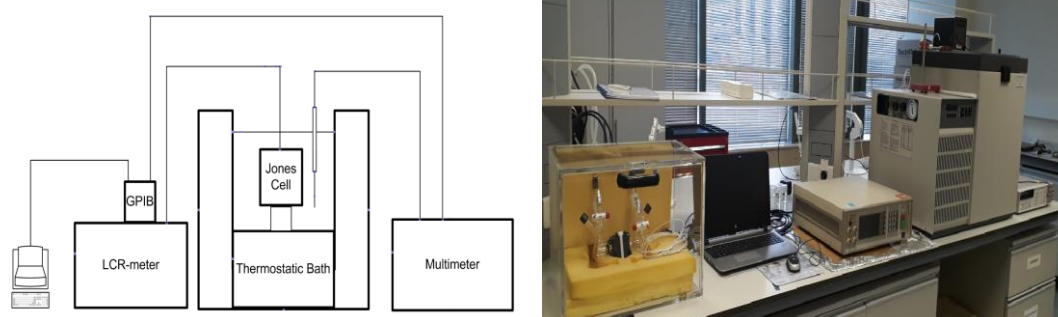 Jones
Cell
GPIB
LCR-meter
Thermostatic Bath
Multimeter